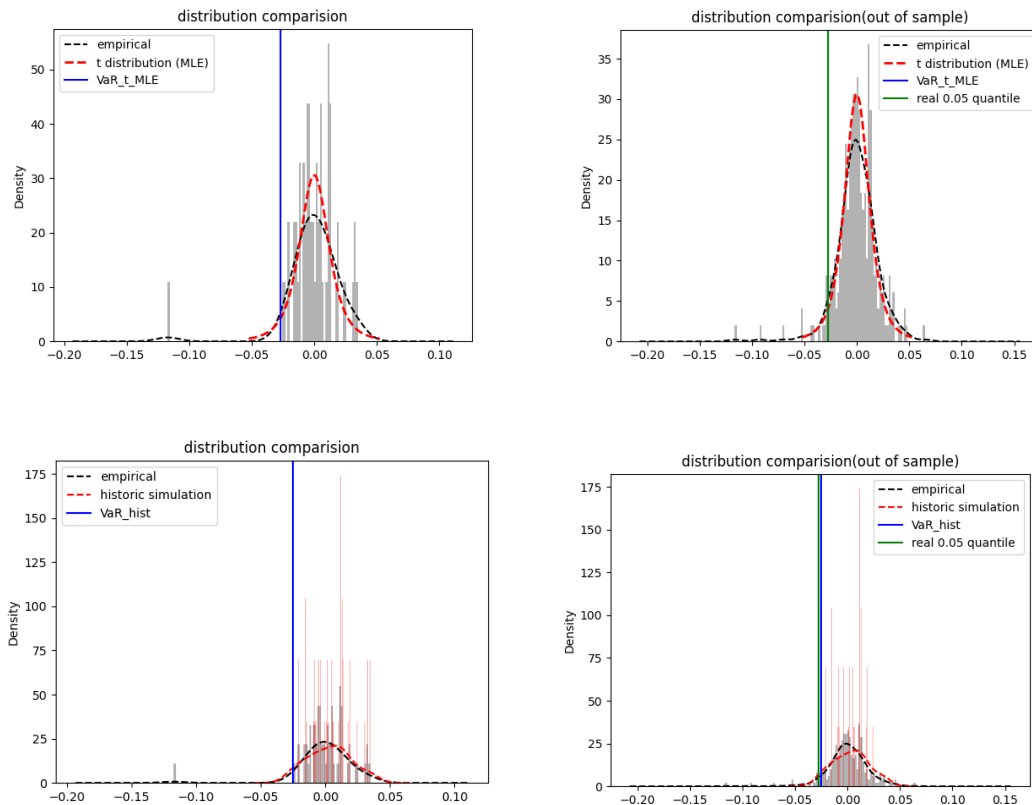 distribution comparision
empirical
t distribution (MLE)
VaR_t_MLE
Density
50
40
30
20
10
0
−0.20 −0.15 −0.10 −0.05 0.00 0.05 0.10
distribution comparision(out of sample)
empirical
t distribution (MLE)
VaR_t_MLE
real 0.05 quantile
Density
35
30
25
20
15
10
5
0
−0.20 −0.15 −0.10 −0.05 0.00 0.05 0.10 0.15
distribution comparision
empirical
historic simulation
VaR_hist
Density
175
150
125
100
75
50
25
0
−0.20 −0.15 −0.10 −0.05 0.00 0.05 0.10
distribution comparision(out of sample)
empirical
historic simulation
VaR_hist
real 0.05 quantile
Density
175
150
125
100
75
50
25
0
−0.20 −0.15 −0.10 −0.05 0.00 0.05 0.10